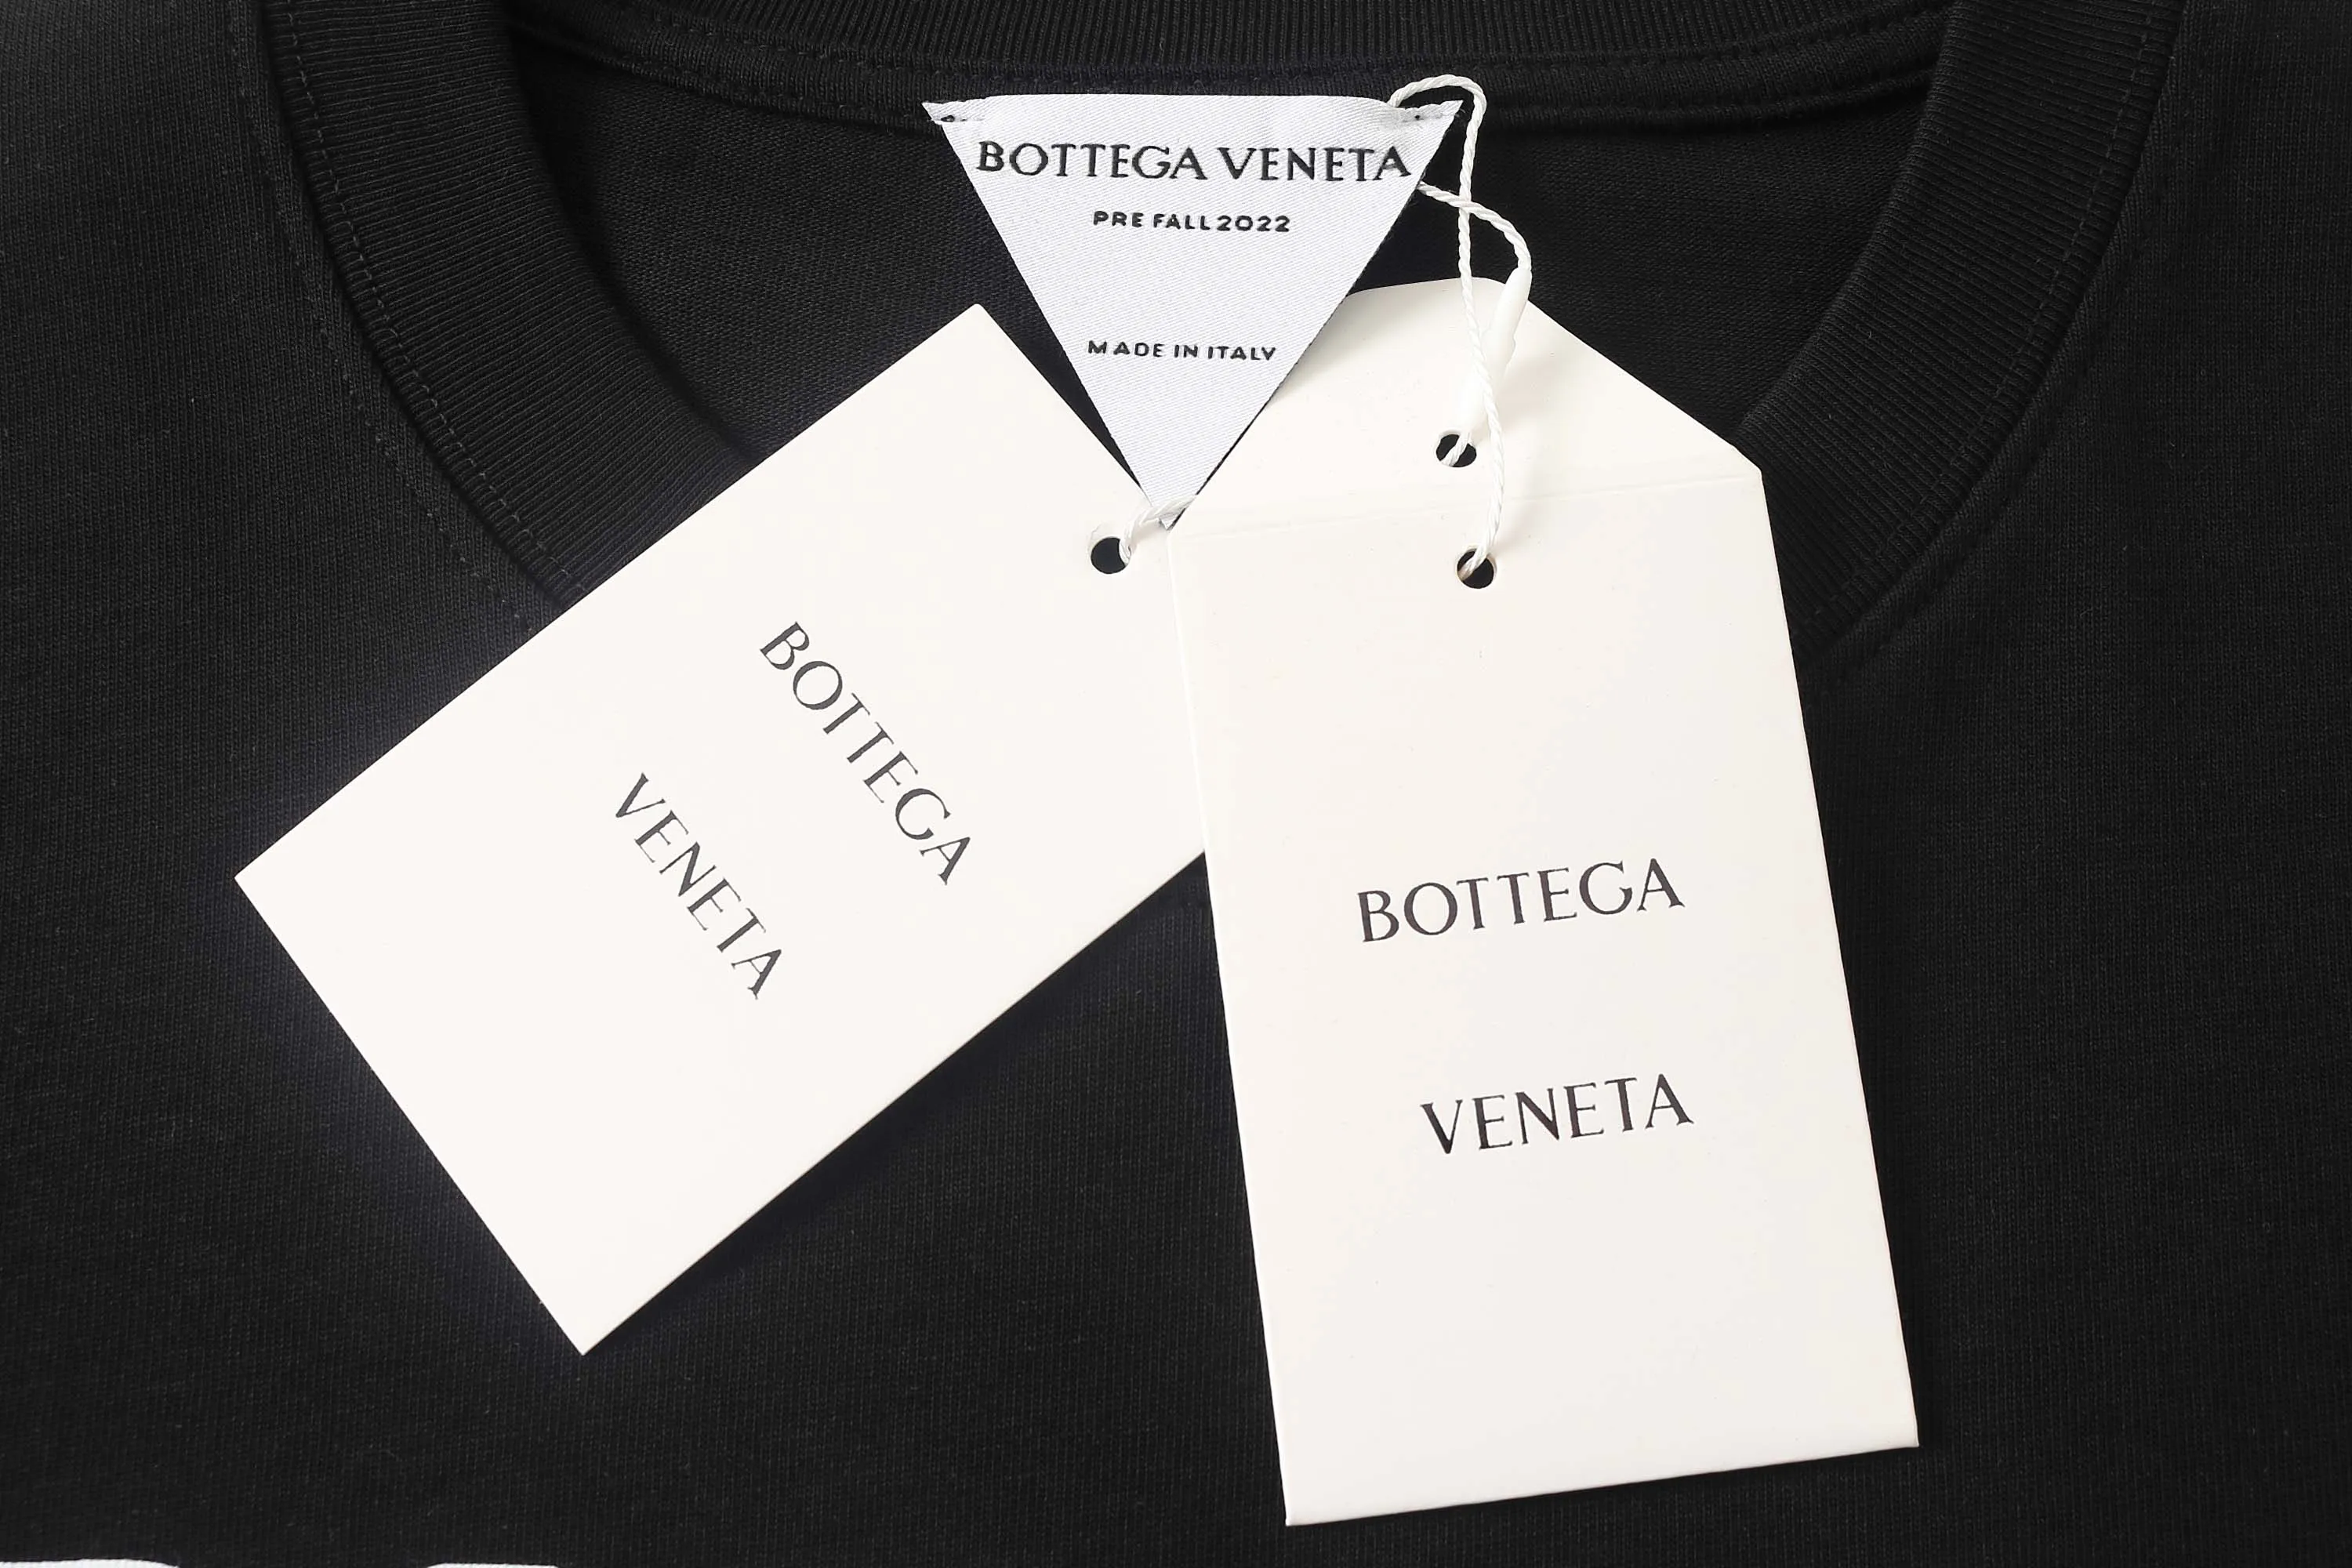 BOTTEGA VENETA
PRE FALL 2022
MADE IN ITALY
BOTTEGA
VENETA
BOTTEGA
VENETA